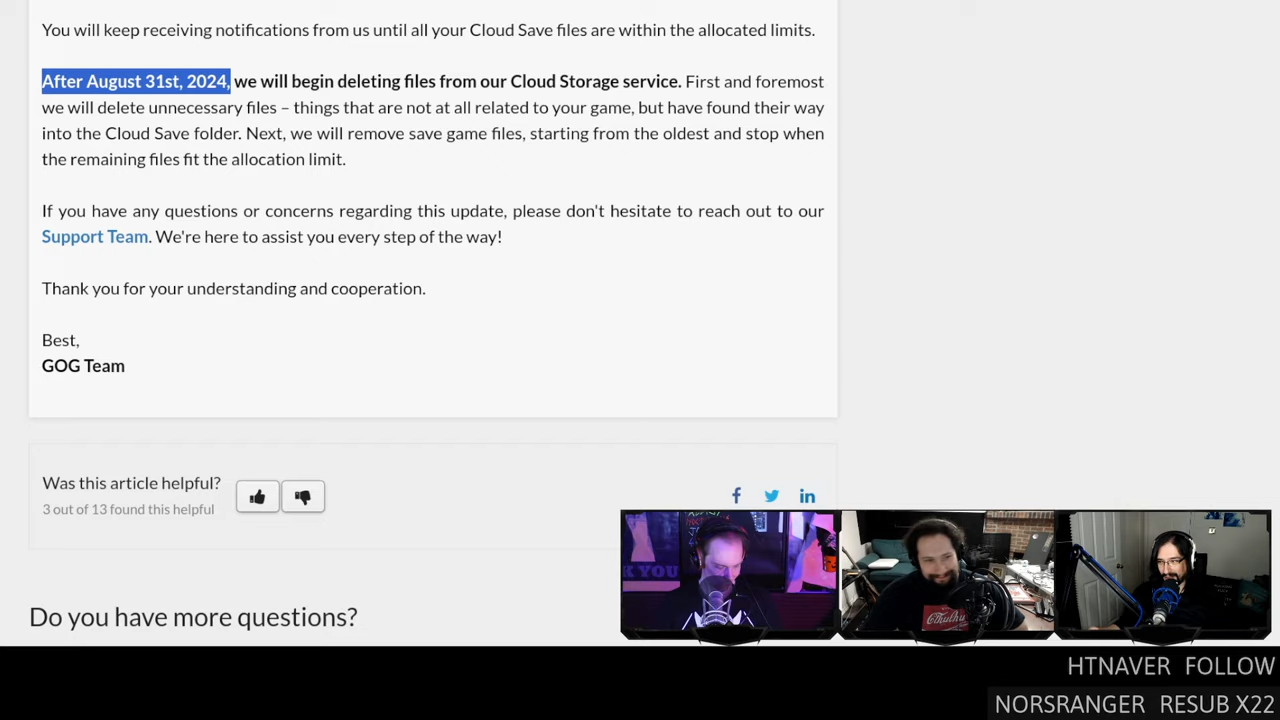 You will keep receiving notifications from us until all your Cloud Save files are within the allocated limits.
After August 31st, 2024, we will begin deleting files from our Cloud Storage service. First and foremost
we will delete unnecessary files – things that are not at all related to your game, but have found their way
into the Cloud Save folder. Next, we will remove save game files, starting from the oldest and stop when
the remaining files fit the allocation limit.
If you have any questions or concerns regarding this update, please don't hesitate to reach out to our
Support Team. We're here to assist you every step of the way!
Thank you for your understanding and cooperation.
Best,
GOG Team
Was this article helpful?
3 out of 13 found this helpful
Do you have more questions?
K YOU
Cthulhu
HTNAVER FOLLOW
NORSRANGER RESUB X22